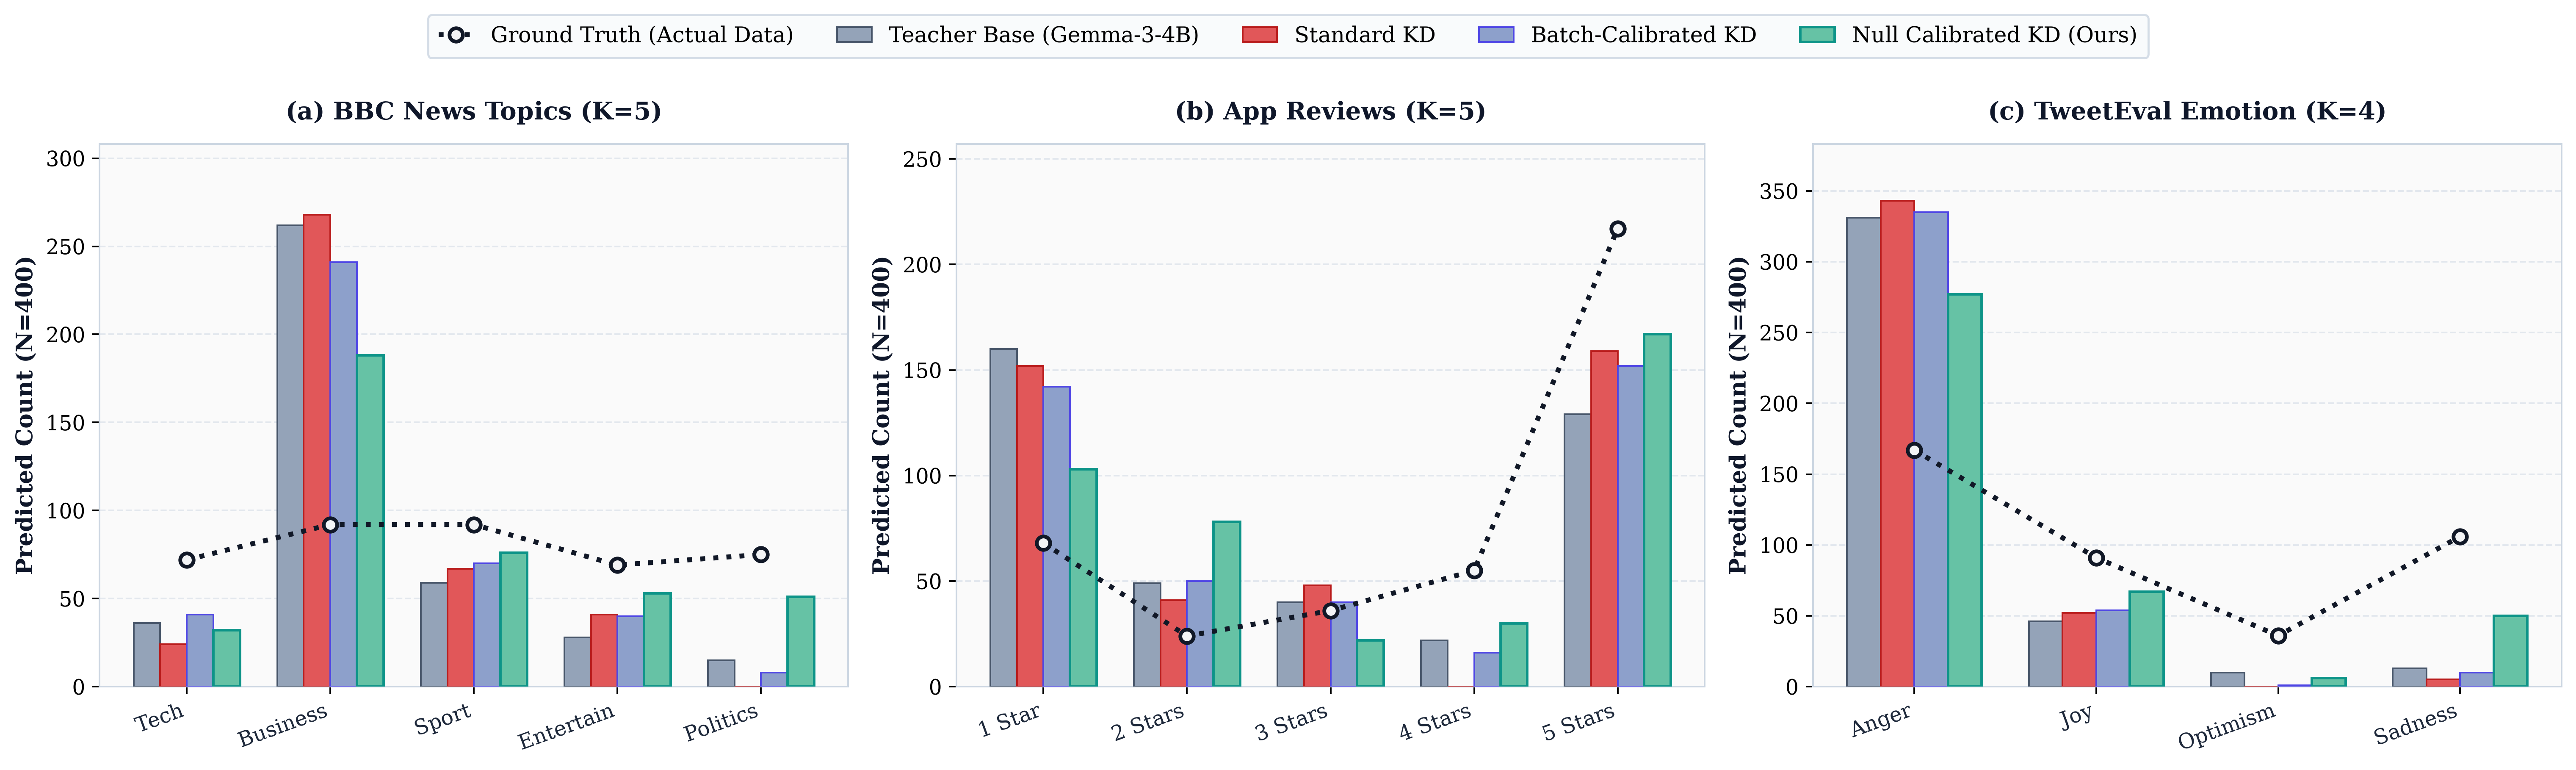 Ground Truth (Actual Data) Teacher Base (Gemma-3-4B) Standard KD Batch-Calibrated KD Null Calibrated KD (Ours)
(a) BBC News Topics (K=5)
Predicted Count (N=400)
300
250
200
150
100
50
0
Tech Business Sport Entertain Politics
(b) App Reviews (K=5)
Predicted Count (N=400)
250
200
150
100
50
0
1 Star 2 Stars 3 Stars 4 Stars 5 Stars
(c) TweetEval Emotion (K=4)
Predicted Count (N=400)
350
300
250
200
150
100
50
0
Anger Joy Optimism Sadness